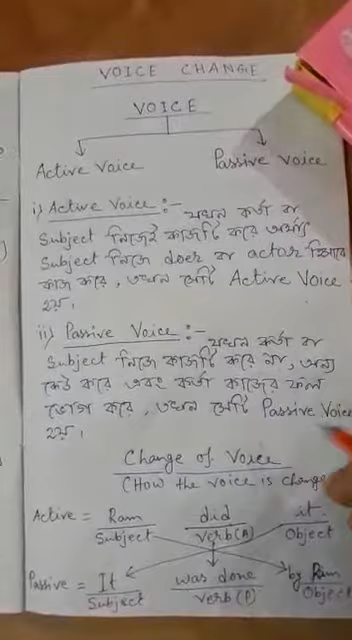 VOICE CHANGE
VOICE
Active Voice Passive Voice
i) Active Voice :- যখন কর্তা বা
Subject নিজেই কাজটি করে অর্থাৎ
Subject নিজে doer বা actor হিসাবে
কাজ করে, তখন সেটি Active Voice
হয়।
ii) Passive Voice :- যখন কর্তা বা
Subject নিজে কাজটি করে না, অন্য
কেউ করে এবং কর্তা কাজের ফল
ভোগ করে, তখন সেটি Passive Voice
হয়।
Change of Voice
(How the voice is change
Active = Ram did it.
Subject Verb(A) Object
Passive = It was done by Ram
Subject Verb(P) Object